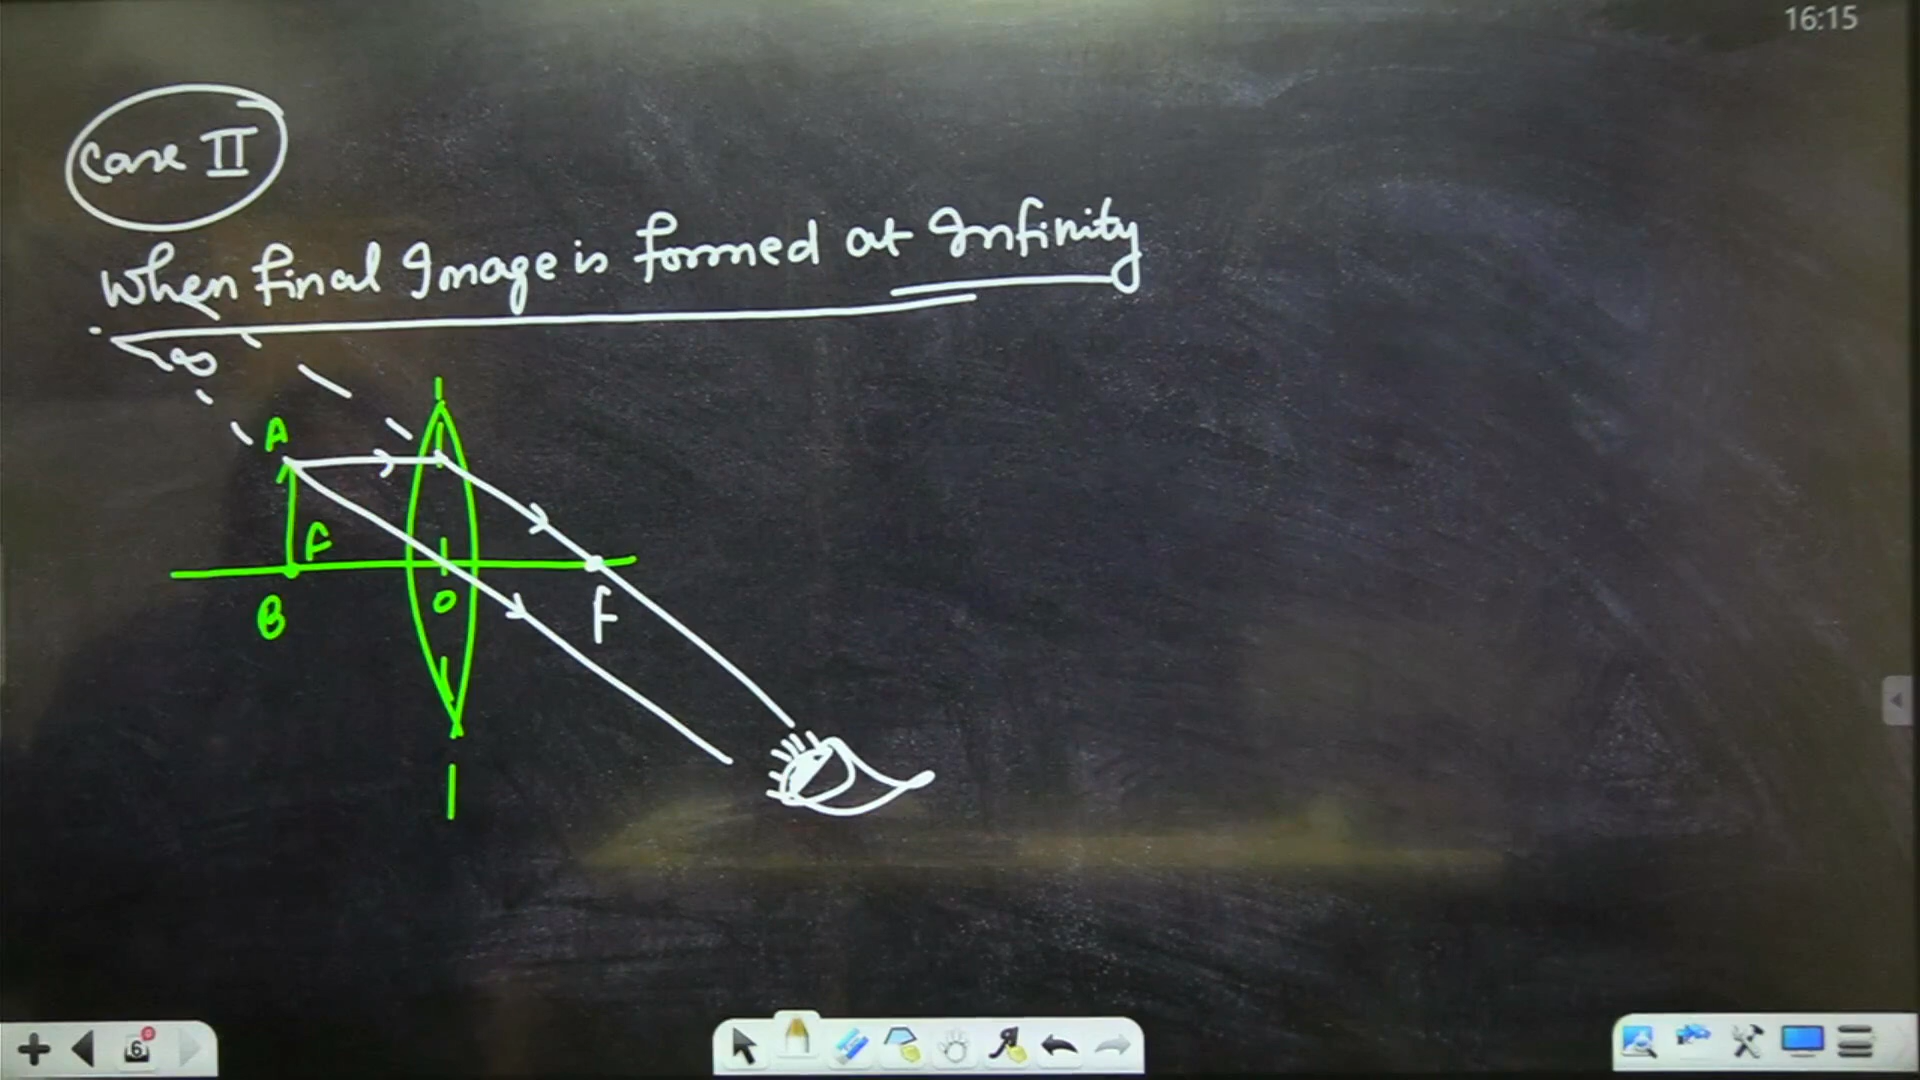 16:15
Case II
When final Image is formed at Infinity
∞
A
F
B
O
F
6